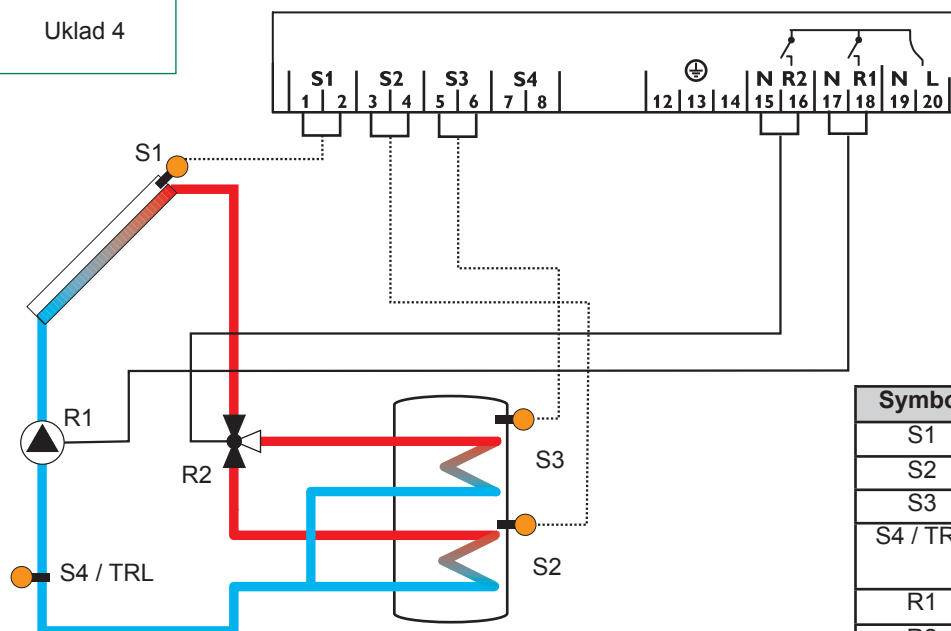 Uklad 4
S1 S2 S3 S4 N R2 N R1 N L
1 2 3 4 5 6 7 8 12 13 14 15 16 17 18 19 20
S1
R1
R2
S3
S2
S4 / TRL
Symbo
S1
S2
S3
S4 / TR
R1